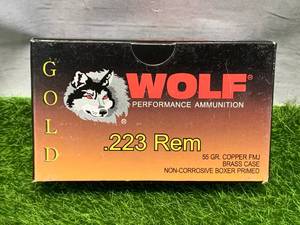 GOLD
WOLF®
PERFORMANCE AMMUNITION
®
.223 Rem
55 GR. COPPER FMJ
BRASS CASE
NON-CORROSIVE BOXER PRIMED